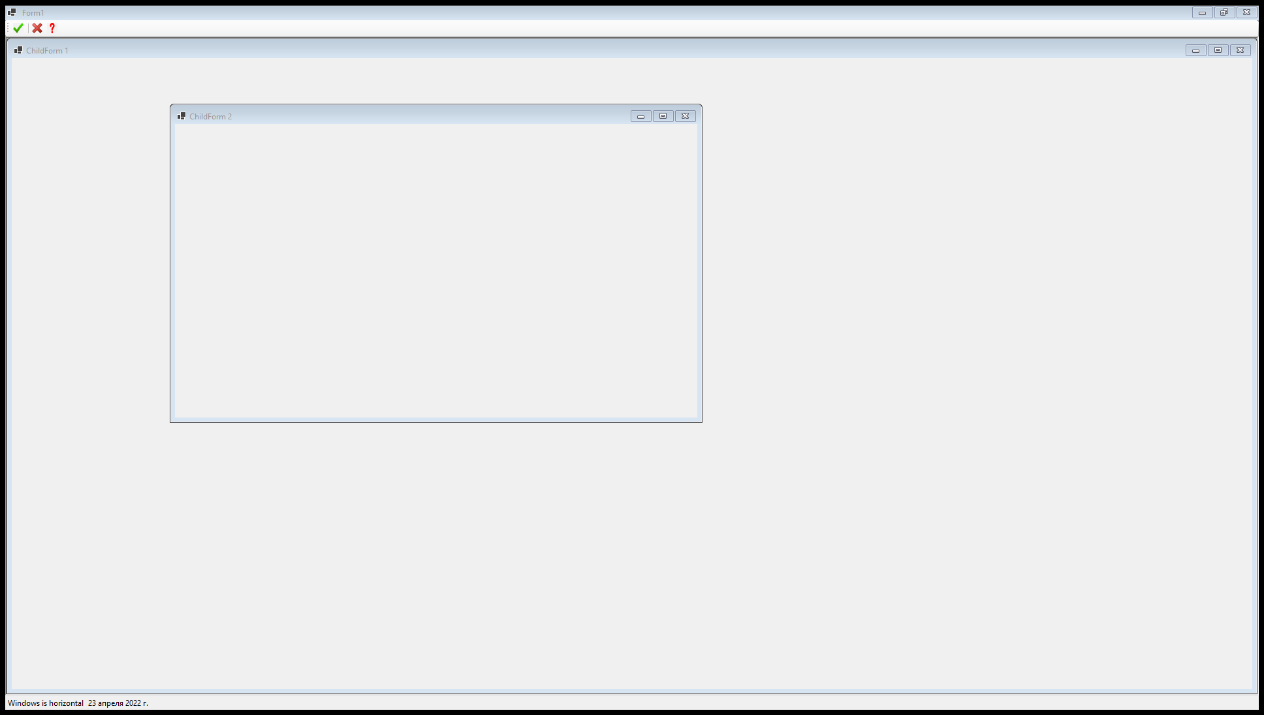 Form1
ChildForm 1
ChildForm 2
Windows is horizontal 23 апреля 2022 г.